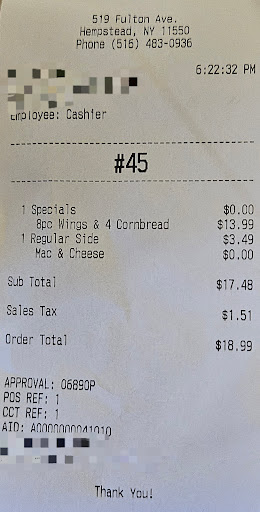 519 Fulton Ave.
Hempstead, NY 11550
Phone (516) 483-0936
6:22:32 PM
Employee: Cashier
#45
1 Specials $0.00
8pc Wings & 4 Cornbread $13.99
1 Regular Side $3.49
Mac & Cheese $0.00
Sub Total $17.48
Sales Tax $1.51
Order Total $18.99
APPROVAL: 06890P
POS REF: 1
CCT REF: 1
AID: A0000000041010
Thank You!